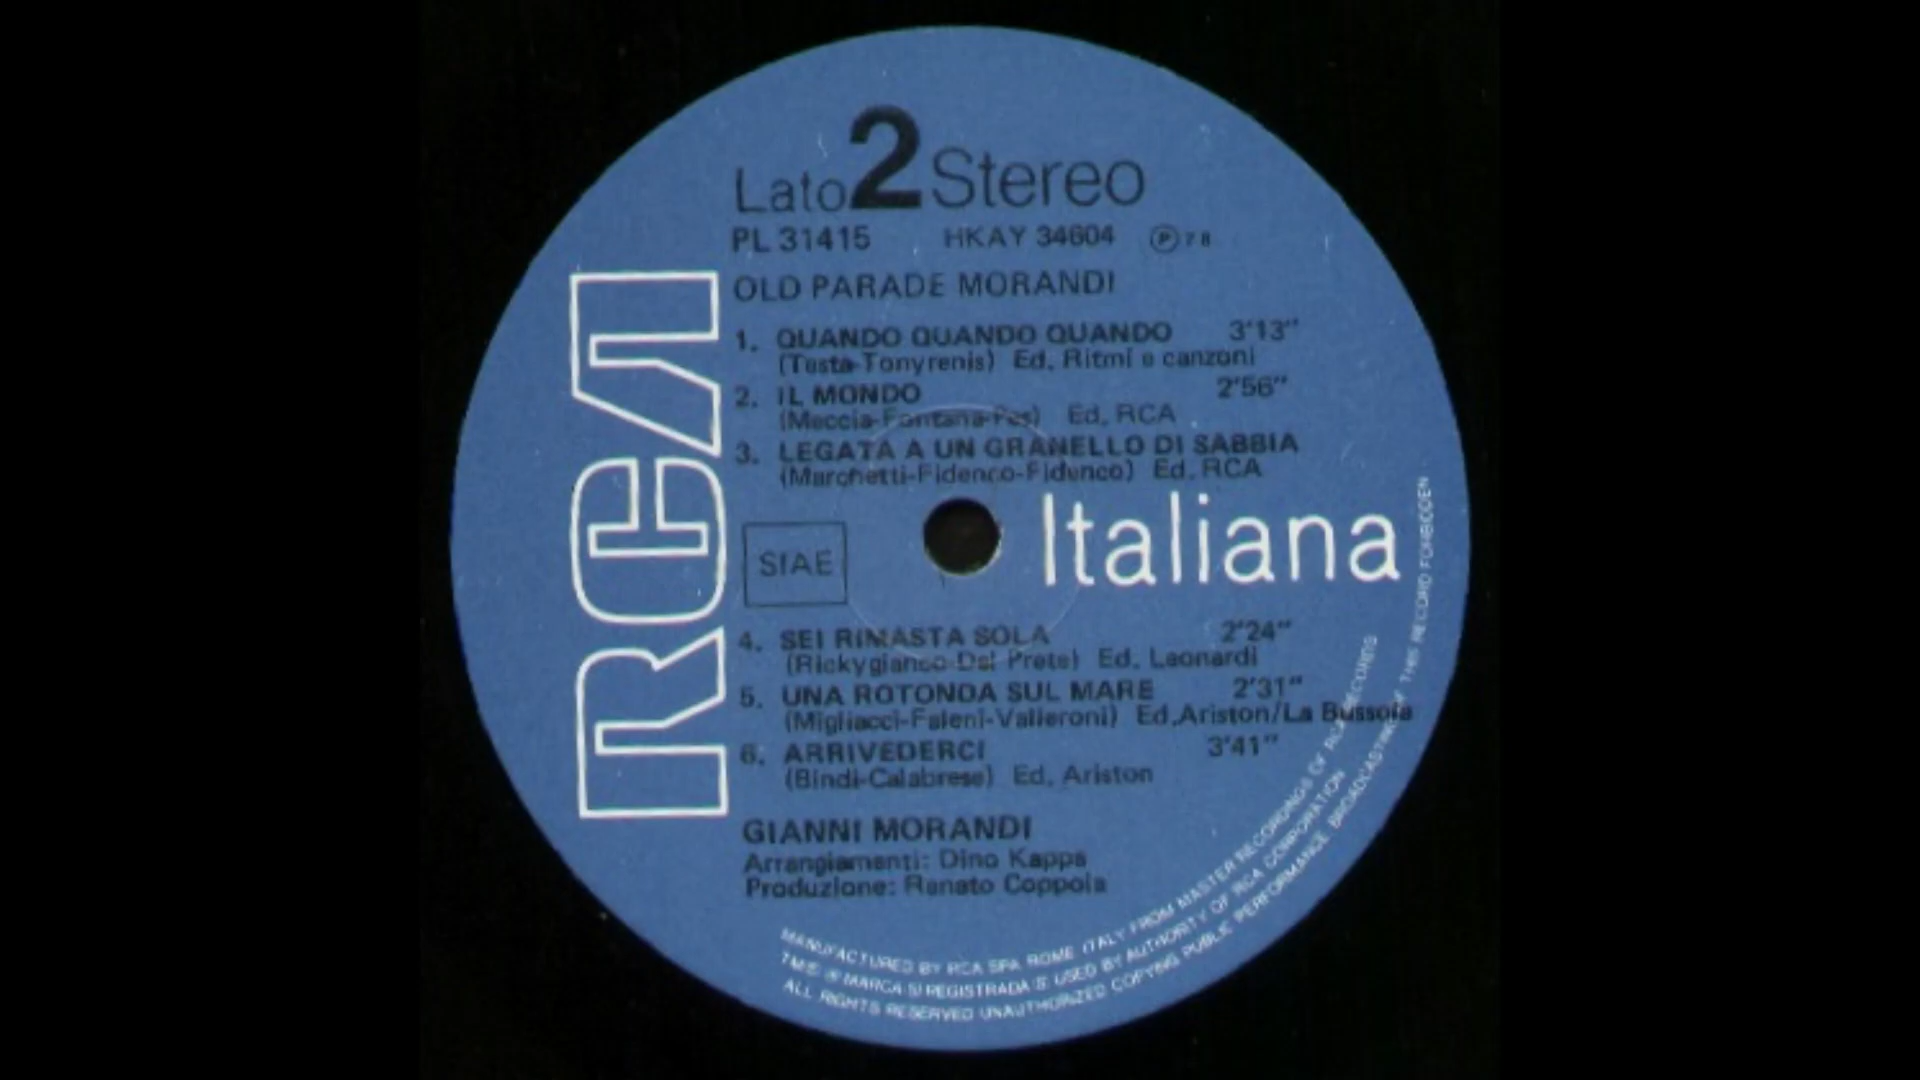 Lato 2 Stereo
PL 31415 HKAY 34604 Ⓟ 78
OLD PARADE MORANDI
1. QUANDO QUANDO QUANDO 3'13"
(Testa-Tonyrenis) Ed. Ritmi e canzoni
2. IL MONDO 2'56"
(Meccia-Fontana-Pes) Ed. RCA
3. LEGATA A UN GRANELLO DI SABBIA
(Marchetti-Fidenco-Fidenco) Ed. RCA
RCA
SIAE
Italiana
4. SEI RIMASTA SOLA 2'24"
(Rickygianco-Del Prete) Ed. Leonardi
5. UNA ROTONDA SUL MARE 2'31"
(Migliacci-Faleni-Valleroni) Ed.Ariston/La Bussola
6. ARRIVEDERCI 3'41"
(Bindi-Calabrese) Ed. Ariston
GIANNI MORANDI
Arrangiamenti: Dino Kappa
Produzione: Renato Coppola
MANUFACTURED BY RCA SPA ROME ITALY FROM MASTER RECORDINGS OF RCA RECORDS
MARCA REGISTRADA USED BY AUTHORITY OF RCA CORPORATION
ALL RIGHTS RESERVED UNAUTHORIZED COPYING PUBLIC PERFORMANCE BROADCASTING OF THIS RECORD FORBIDDEN